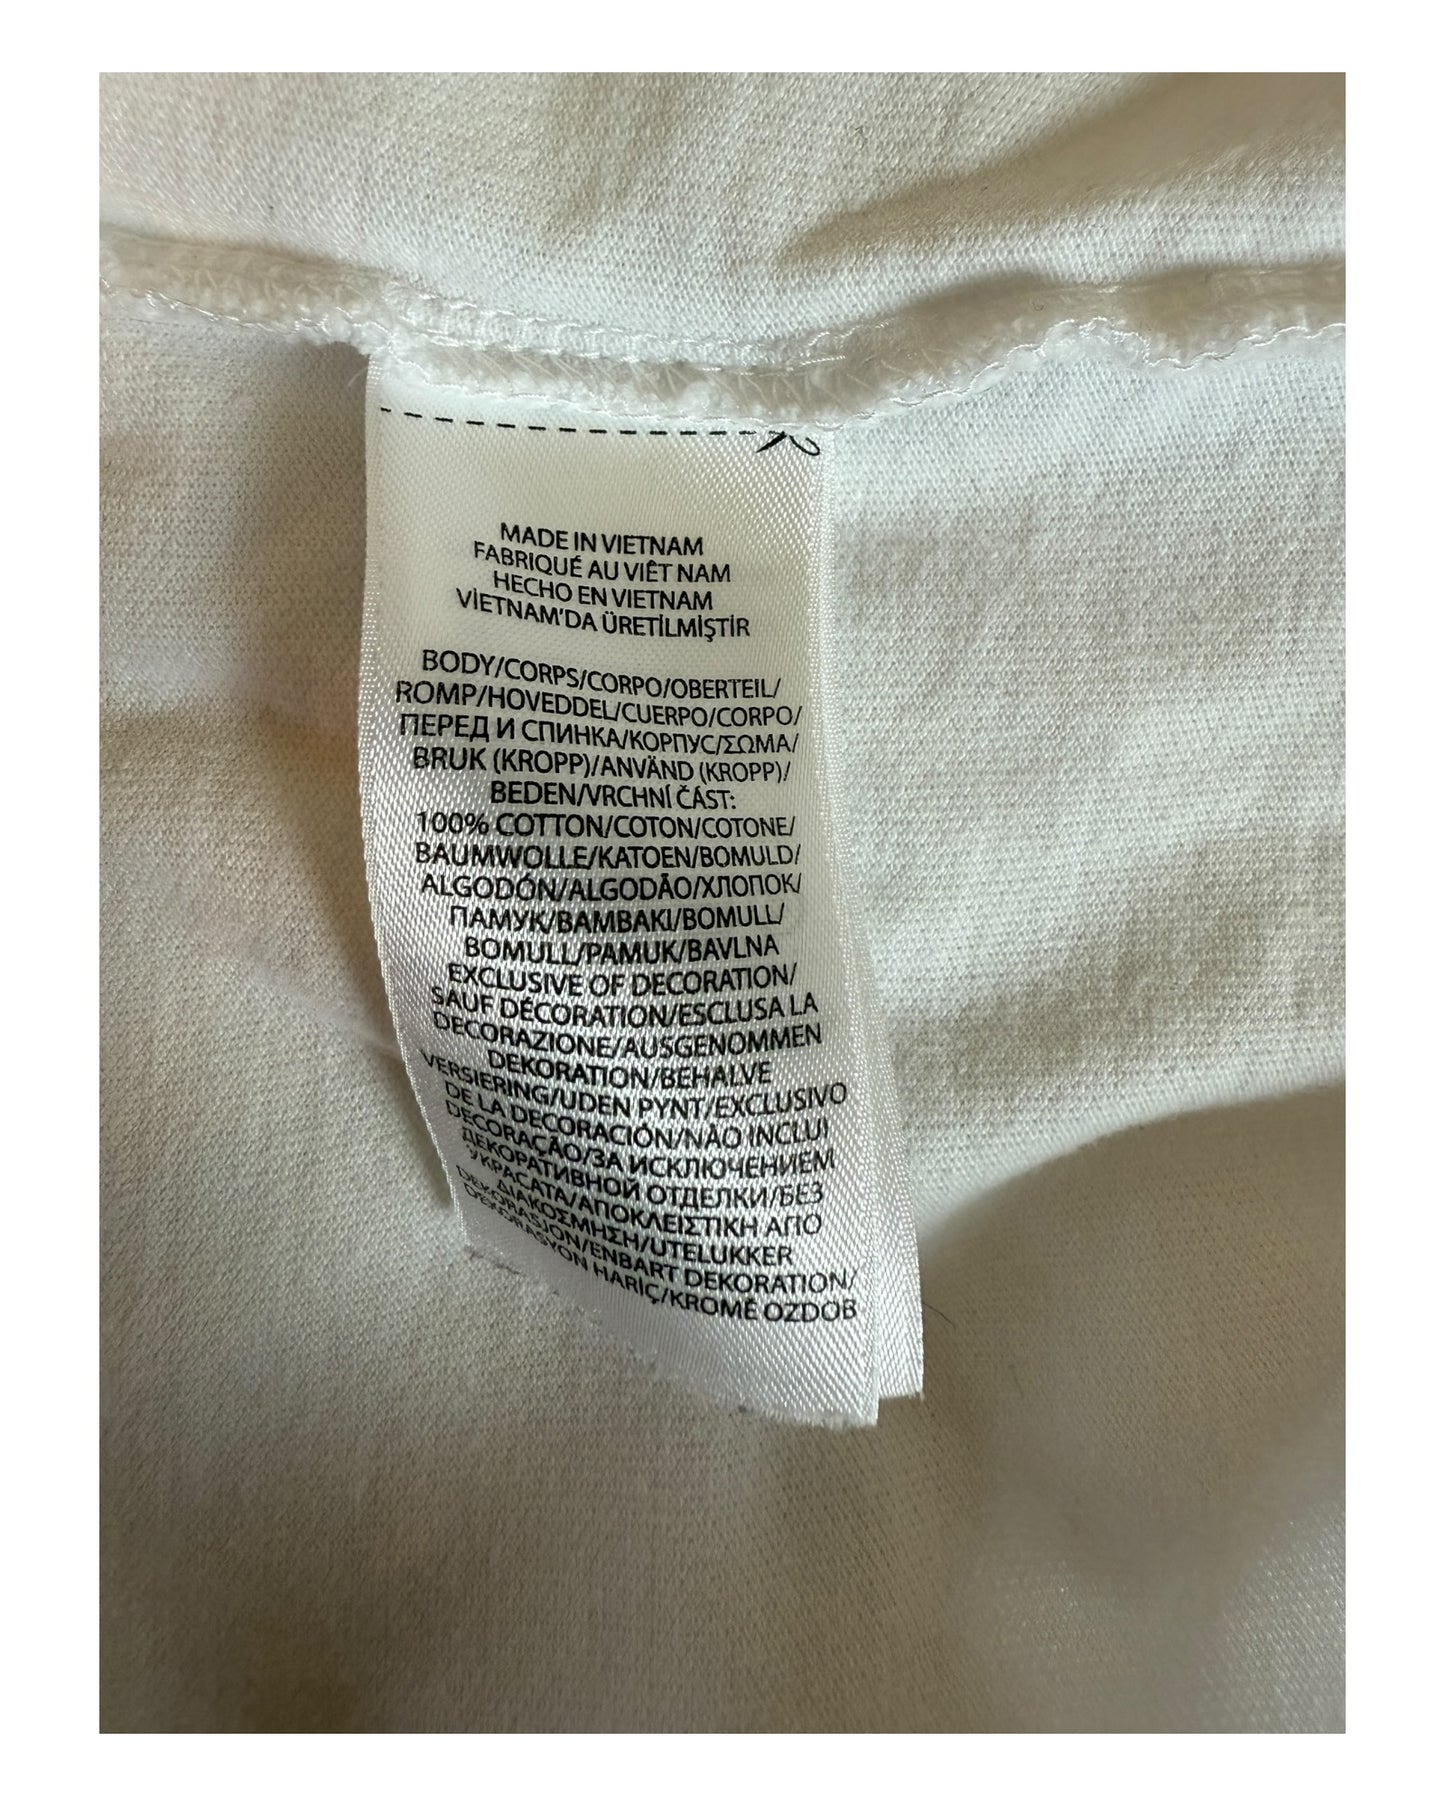 MADE IN VIETNAM
FABRIQUÉ AU VIÊT NAM
HECHO EN VIETNAM
VİETNAM'DA ÜRETİLMİŞTİR
BODY/CORPS/CORPO/OBERTEIL/
ROMP/HOVEDDEL/CUERPO/CORPO/
ПЕРЕД И СПИНКА/КОРПУС/ΣΩΜΑ/
BRUK (KROPP)/ANVÄND (KROPP)/
BEDEN/VRCHNÍ ČÁST:
100% COTTON/COTON/COTONE/
BAUMWOLLE/KATOEN/BOMULD/
ALGODÓN/ALGODÃO/ХЛОПОК/
ПАМУК/BAMBAKI/BOMULL/
BOMULL/PAMUK/BAVLNA
EXCLUSIVE OF DECORATION/
SAUF DÉCORATION/ESCLUSA LA
DECORAZIONE/AUSGENOMMEN
DEKORATION/BEHALVE
VERSIERING/UDEN PYNT/EXCLUSIVO
DE LA DECORACIÓN/NÃO INCLUI
DECORAÇÃO/ЗА ИСКЛЮЧЕНИЕМ
ДЕКОРАТИВНОЙ ОТДЕЛКИ/БЕЗ
УКРАСАТА/ΑΠΟΚΛΕΙΣΤΙΚΗ ΑΠΟ
ΔΙΑΚΟΣΜΗΣΗ/UTELUKKER
DEKORASJON/ENBART DEKORATION/
DEKORASYON HARİÇ/KROMĚ OZDOB